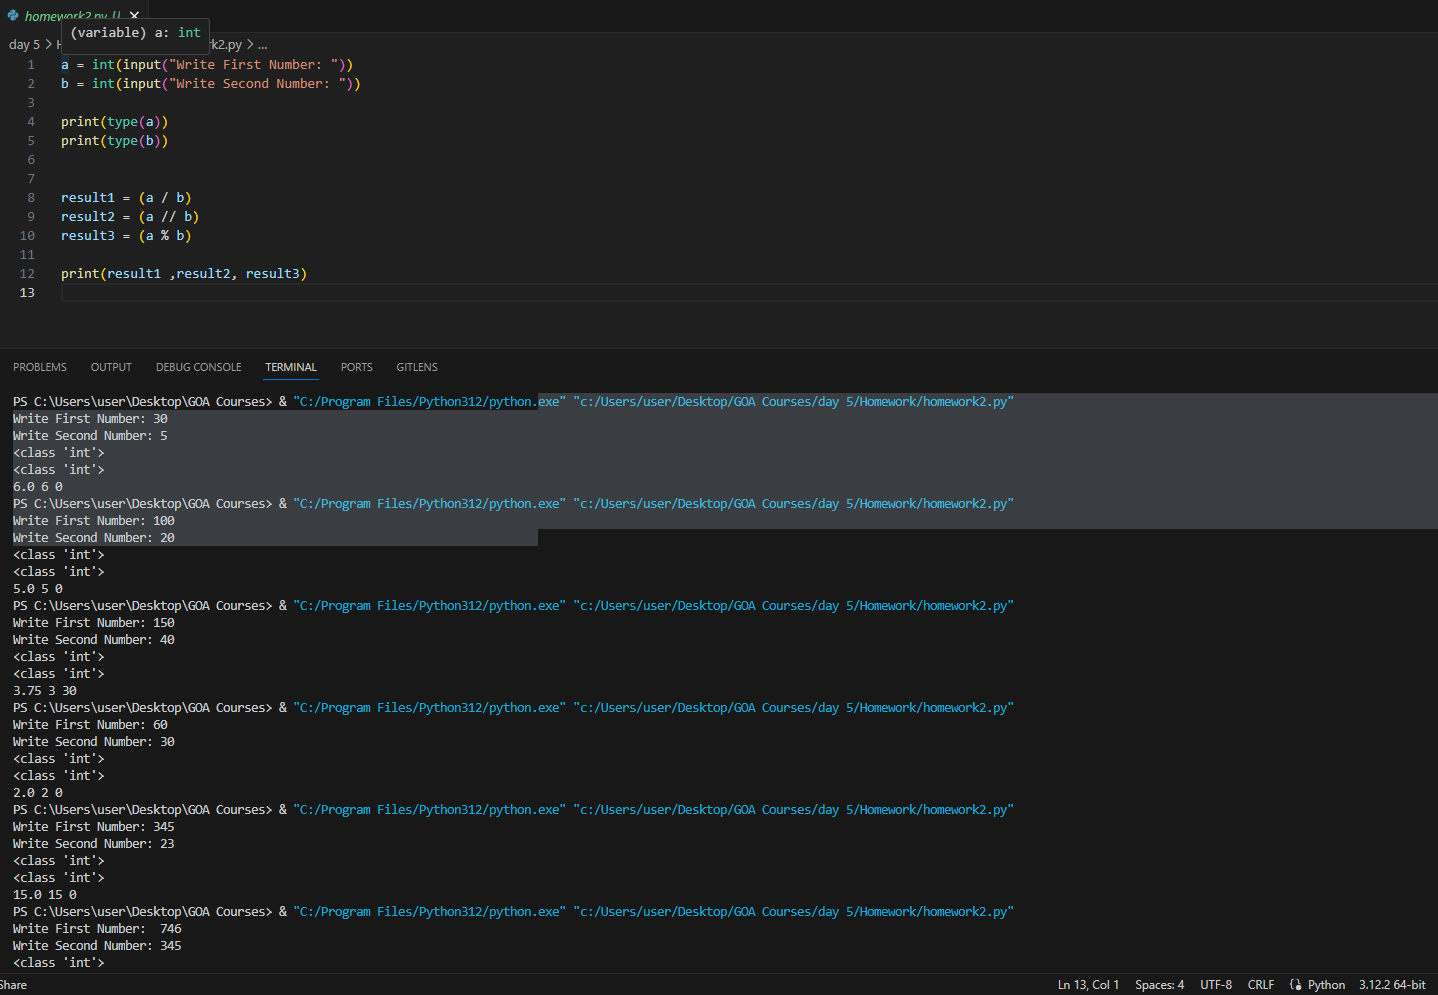 homework2.py U
(variable) a: int
day 5 > H rk2.py > ...
1 a = int(input("Write First Number: "))
2 b = int(input("Write Second Number: "))
3
4 print(type(a))
5 print(type(b))
6
7
8 result1 = (a / b)
9 result2 = (a // b)
10 result3 = (a % b)
11
12 print(result1 ,result2, result3)
13
PROBLEMS OUTPUT DEBUG CONSOLE TERMINAL PORTS GITLENS
PS C:\Users\user\Desktop\GOA Courses> & "C:/Program Files/Python312/python.exe" "c:/Users/user/Desktop/GOA Courses/day 5/Homework/homework2.py"
Write First Number: 30
Write Second Number: 5
<class 'int'>
<class 'int'>
6.0 6 0
PS C:\Users\user\Desktop\GOA Courses> & "C:/Program Files/Python312/python.exe" "c:/Users/user/Desktop/GOA Courses/day 5/Homework/homework2.py"
Write First Number: 100
Write Second Number: 20
<class 'int'>
<class 'int'>
5.0 5 0
PS C:\Users\user\Desktop\GOA Courses> & "C:/Program Files/Python312/python.exe" "c:/Users/user/Desktop/GOA Courses/day 5/Homework/homework2.py"
Write First Number: 150
Write Second Number: 40
<class 'int'>
<class 'int'>
3.75 3 30
PS C:\Users\user\Desktop\GOA Courses> & "C:/Program Files/Python312/python.exe" "c:/Users/user/Desktop/GOA Courses/day 5/Homework/homework2.py"
Write First Number: 60
Write Second Number: 30
<class 'int'>
<class 'int'>
2.0 2 0
PS C:\Users\user\Desktop\GOA Courses> & "C:/Program Files/Python312/python.exe" "c:/Users/user/Desktop/GOA Courses/day 5/Homework/homework2.py"
Write First Number: 345
Write Second Number: 23
<class 'int'>
<class 'int'>
15.0 15 0
PS C:\Users\user\Desktop\GOA Courses> & "C:/Program Files/Python312/python.exe" "c:/Users/user/Desktop/GOA Courses/day 5/Homework/homework2.py"
Write First Number:  746
Write Second Number: 345
<class 'int'>
Share Ln 13, Col 1 Spaces: 4 UTF-8 CRLF Python 3.12.2 64-bit